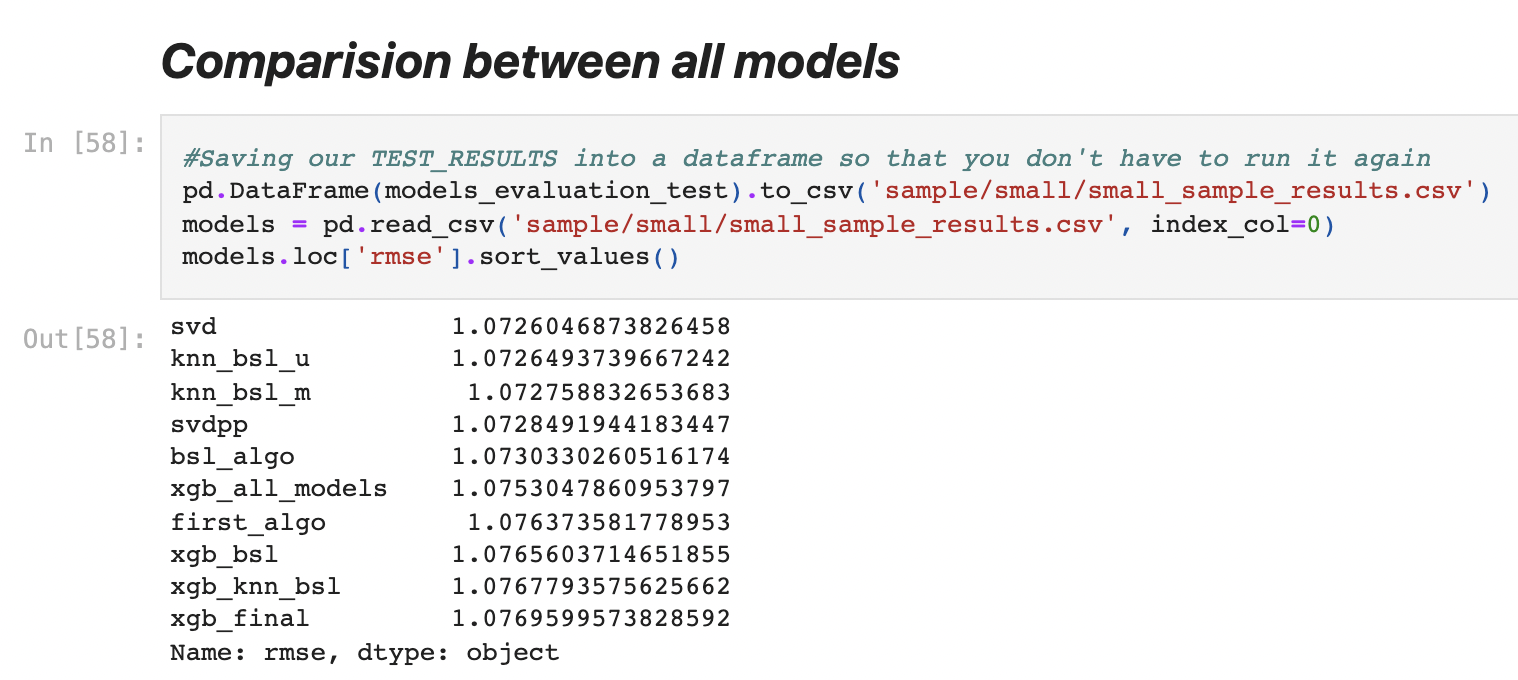 Comparision between all models
In [58]:
#Saving our TEST_RESULTS into a dataframe so that you don't have to run it again
pd.DataFrame(models_evaluation_test).to_csv('sample/small/small_sample_results.csv')
models = pd.read_csv('sample/small/small_sample_results.csv', index_col=0)
models.loc['rmse'].sort_values()
Out[58]:
svd 1.0726046873826458
knn_bsl_u 1.0726493739667242
knn_bsl_m 1.072758832653683
svdpp 1.0728491944183447
bsl_algo 1.0730330260516174
xgb_all_models 1.0753047860953797
first_algo 1.076373581778953
xgb_bsl 1.0765603714651855
xgb_knn_bsl 1.0767793575625662
xgb_final 1.0769599573828592
Name: rmse, dtype: object